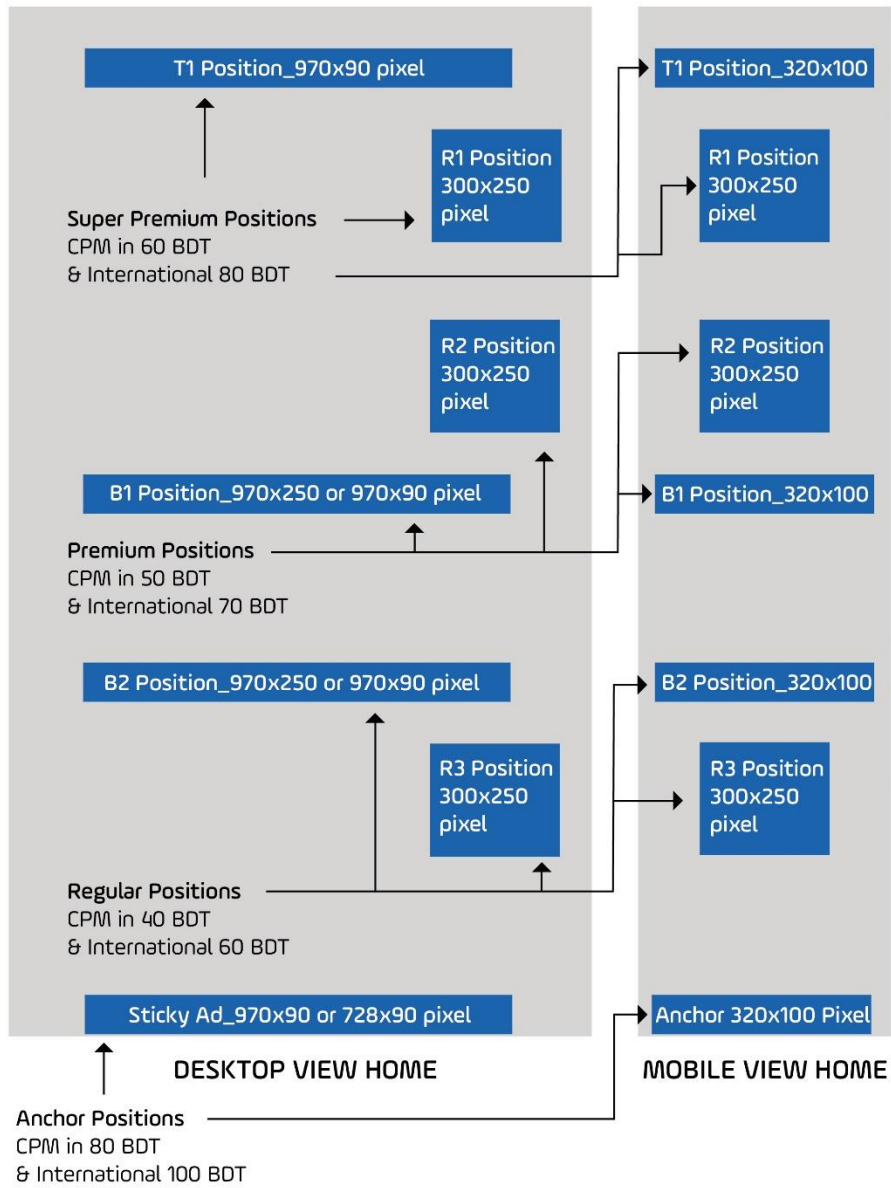 T1 Position_970x90 pixel
T1 Position_320x100
R1 Position
300x250
pixel
R1 Position
300x250
pixel
Super Premium Positions
CPM in 60 BDT
& International 80 BDT
R2 Position
300x250
pixel
R2 Position
300x250
pixel
B1 Position_970x250 or 970x90 pixel
B1 Position_320x100
Premium Positions
CPM in 50 BDT
& International 70 BDT
B2 Position_970x250 or 970x90 pixel
B2 Position_320x100
R3 Position
300x250
pixel
R3 Position
300x250
pixel
Regular Positions
CPM in 40 BDT
& International 60 BDT
Sticky Ad_970x90 or 728x90 pixel
Anchor 320x100 Pixel
DESKTOP VIEW HOME
MOBILE VIEW HOME
Anchor Positions
CPM in 80 BDT
& International 100 BDT